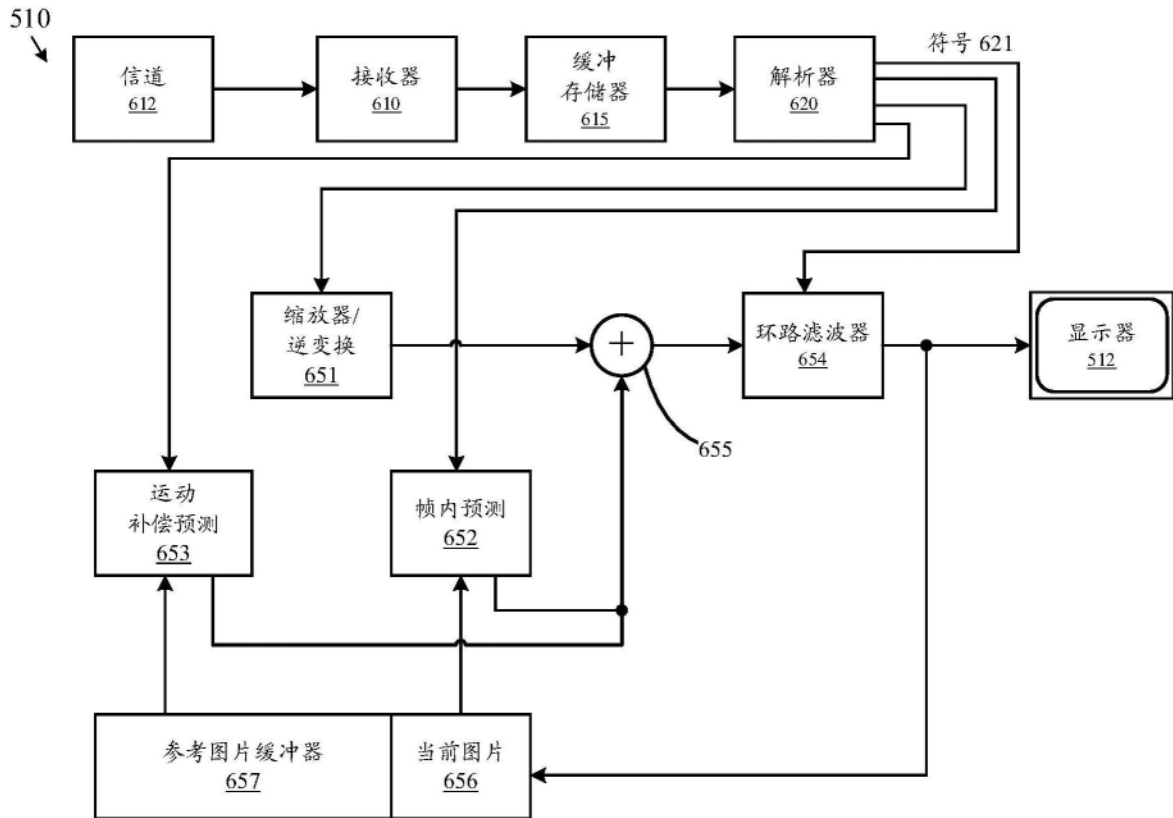 510
符号 621
信道
612
接收器
610
缓冲
存储器
615
解析器
620
缩放器/
逆变换
651
环路滤波器
654
显示器
512
655
运动
补偿预测
653
帧内预测
652
参考图片缓冲器
657
当前图片
656